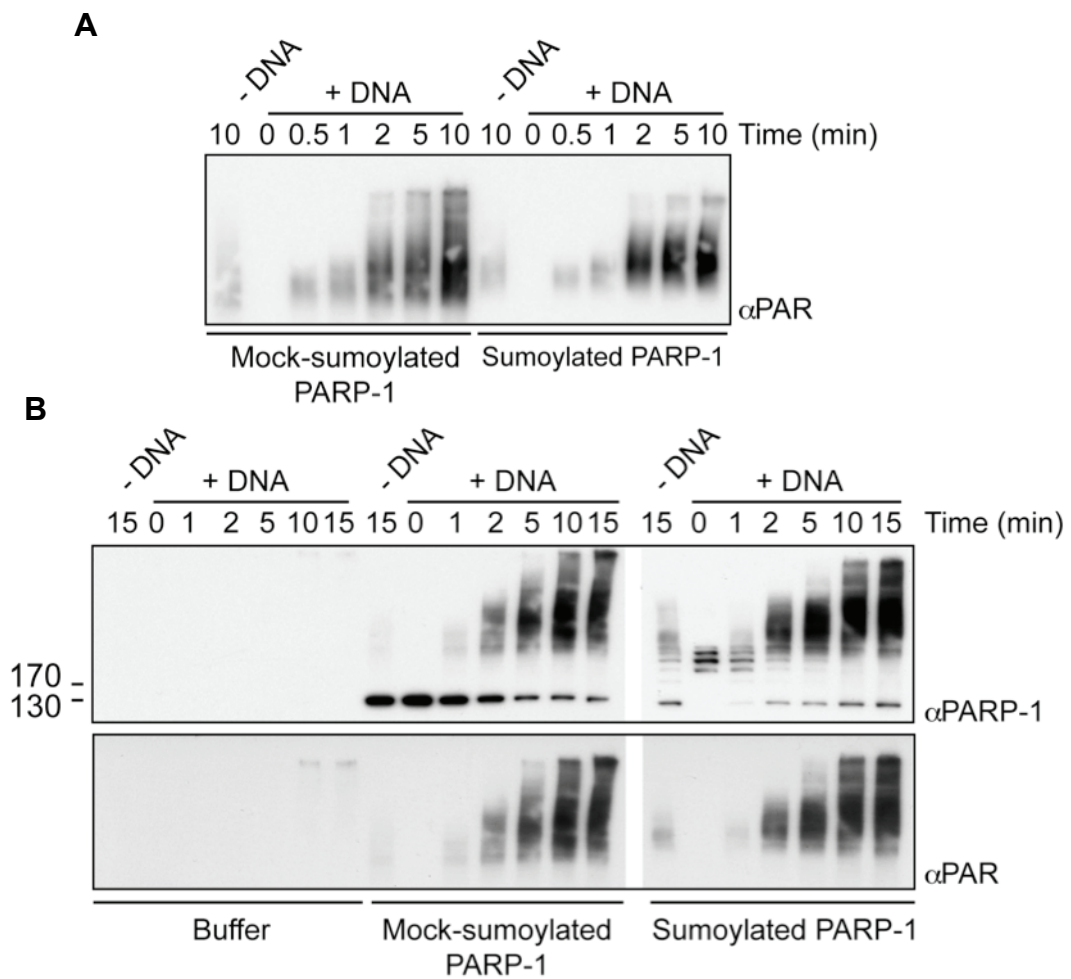 A
- DNA + DNA - DNA + DNA
10 0 0.5 1 2 5 10 10 0 0.5 1 2 5 10 Time (min)
αPAR
Mock-sumoylated PARP-1 Sumoylated PARP-1
B
- DNA + DNA - DNA + DNA - DNA + DNA
15 0 1 2 5 10 15 15 0 1 2 5 10 15 15 0 1 2 5 10 15 Time (min)
170
130
αPARP-1
αPAR
Buffer Mock-sumoylated PARP-1 Sumoylated PARP-1